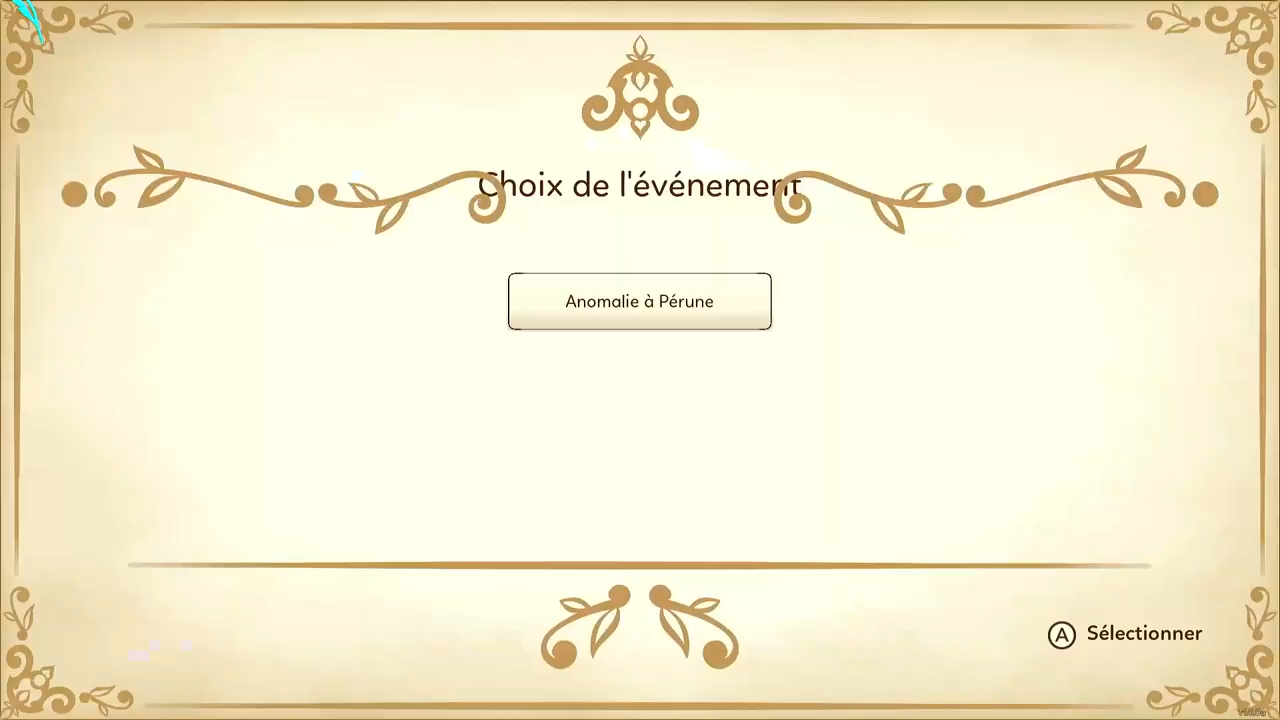 Choix de l'événement
Anomalie à Pérune
A Sélectionner